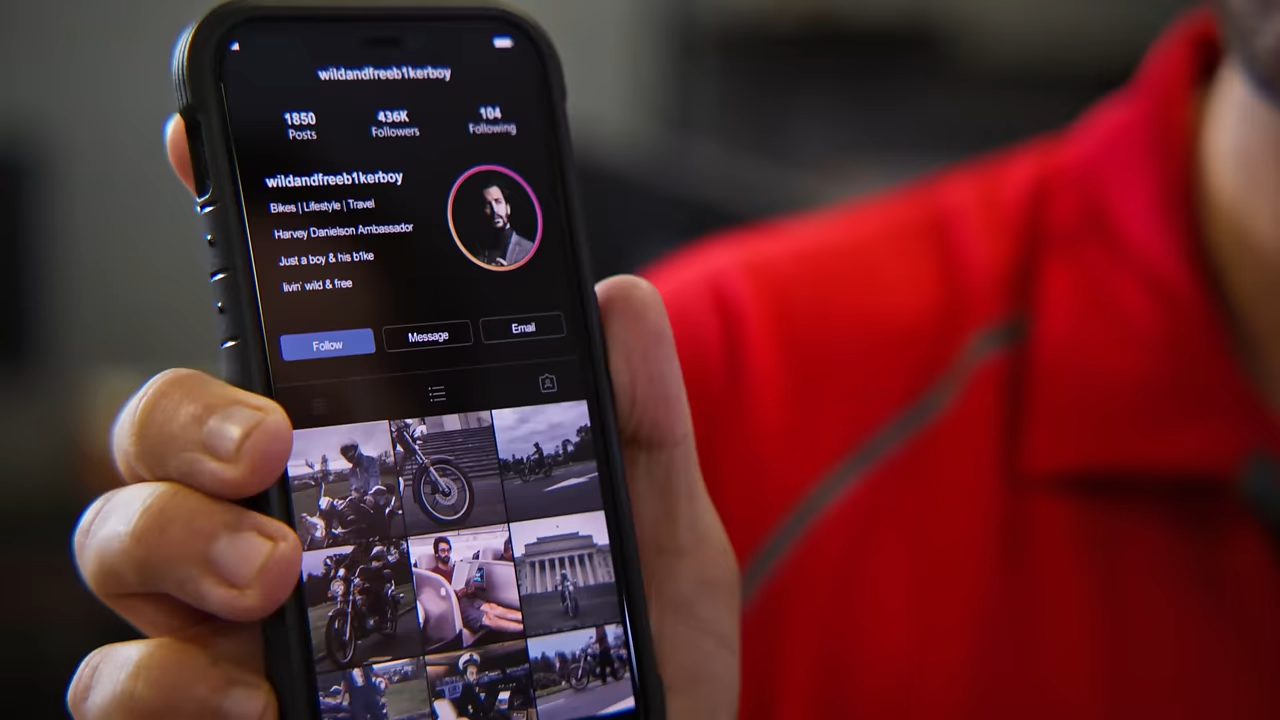 wildandfreeb1kerboy
1850 436K 104
Posts Followers Following
wildandfreeb1kerboy
Bikes | Lifestyle | Travel
Harvey Danielson Ambassador
Just a boy & his b1ke
livin' wild & free
Follow Message Email